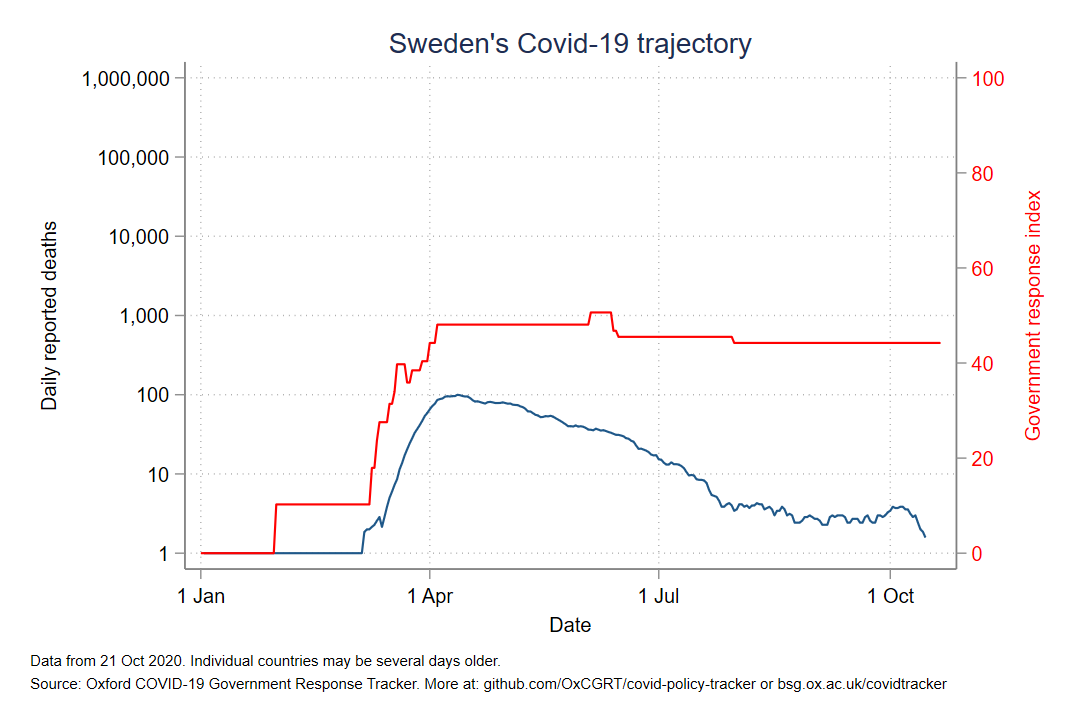 Sweden's Covid-19 trajectory
1,000,000
100,000
10,000
1,000
100
10
1
Daily reported deaths
100
80
60
40
20
0
Government response index
1 Jan
1 Apr
1 Jul
1 Oct
Date
Data from 21 Oct 2020. Individual countries may be several days older.
Source: Oxford COVID-19 Government Response Tracker. More at: github.com/OxCGRT/covid-policy-tracker or bsg.ox.ac.uk/covidtracker